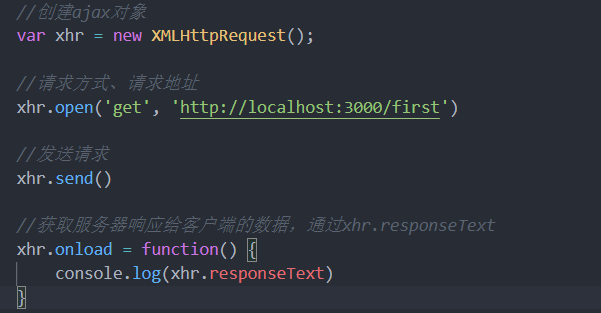 //创建ajax对象
var xhr = new XMLHttpRequest();
//请求方式、请求地址
xhr.open('get', 'http://localhost:3000/first')
//发送请求
xhr.send()
//获取服务器响应给客户端的数据，通过xhr.responseText
xhr.onload = function() {
    console.log(xhr.responseText)
}